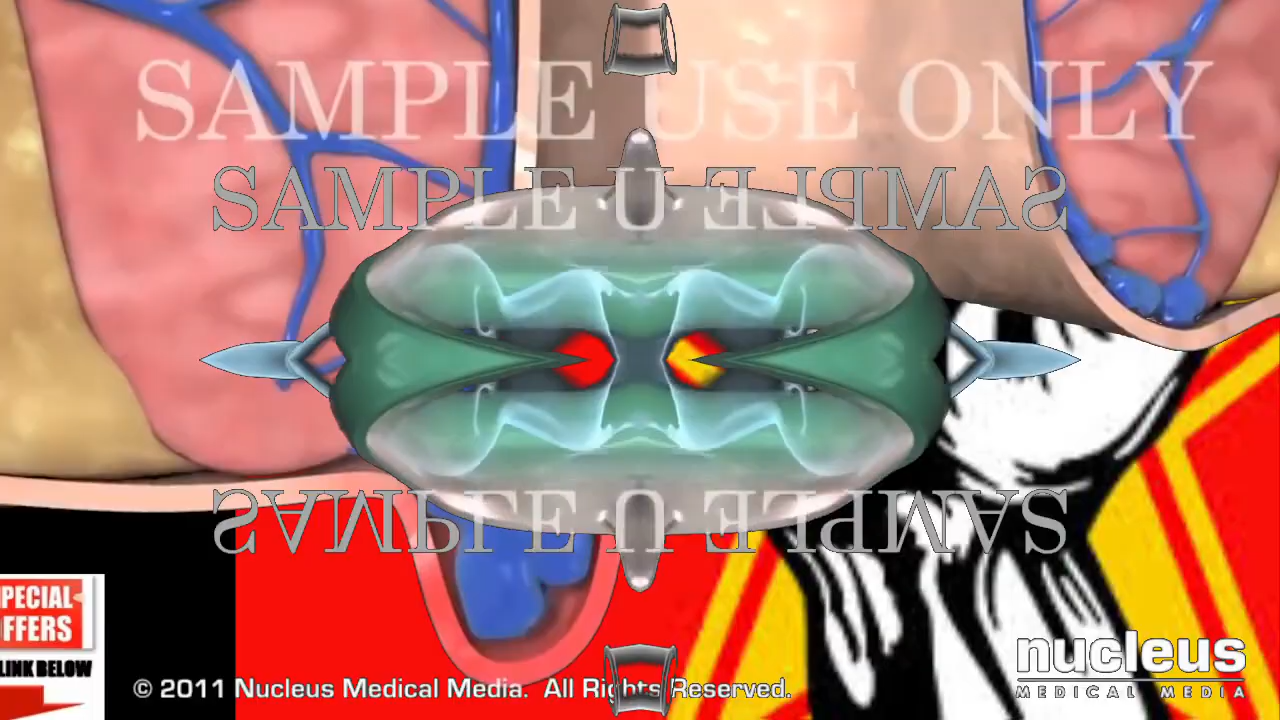 SAMPLE USE ONLY
SAMPLE U
SPECIAL
OFFERS
LINK BELOW
© 2011 Nucleus Medical Media. All Rights Reserved.
nucleus
MEDICAL MEDIA